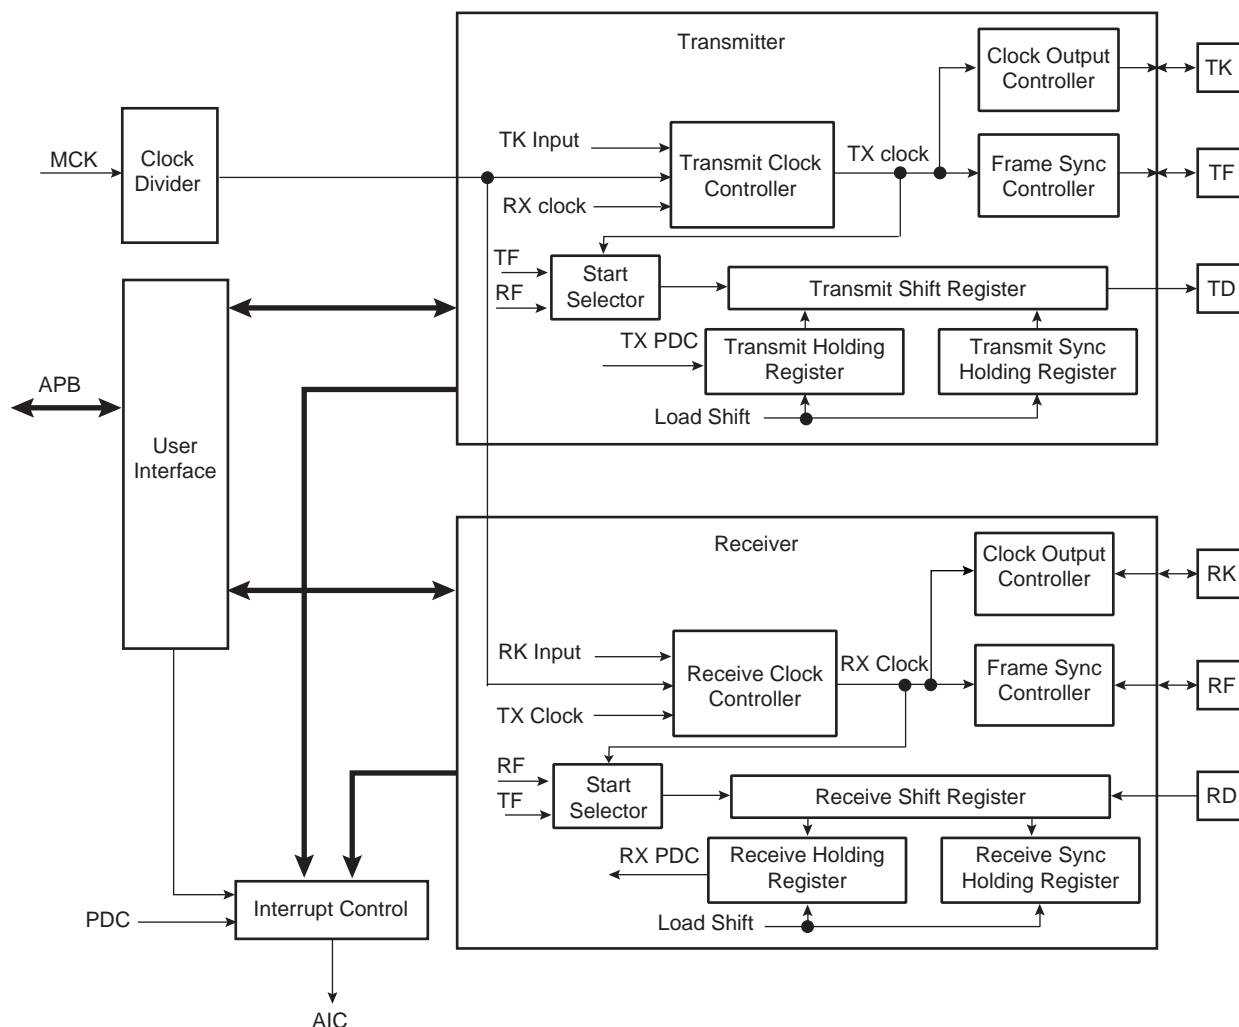 Transmitter
Clock Output
Controller
TK
MCK
Clock
Divider
TK Input
Transmit Clock
Controller
RX clock
TX clock
Frame Sync
Controller
TF
TF
RF
Start
Selector
Transmit Shift Register
TD
TX PDC
Transmit Holding
Register
Transmit Sync
Holding Register
Load Shift
APB
User
Interface
Receiver
Clock Output
Controller
RK
RK Input
Receive Clock
Controller
TX Clock
RX Clock
Frame Sync
Controller
RF
RF
TF
Start
Selector
Receive Shift Register
RD
RX PDC
Receive Holding
Register
Receive Sync
Holding Register
Load Shift
PDC
Interrupt Control
AIC